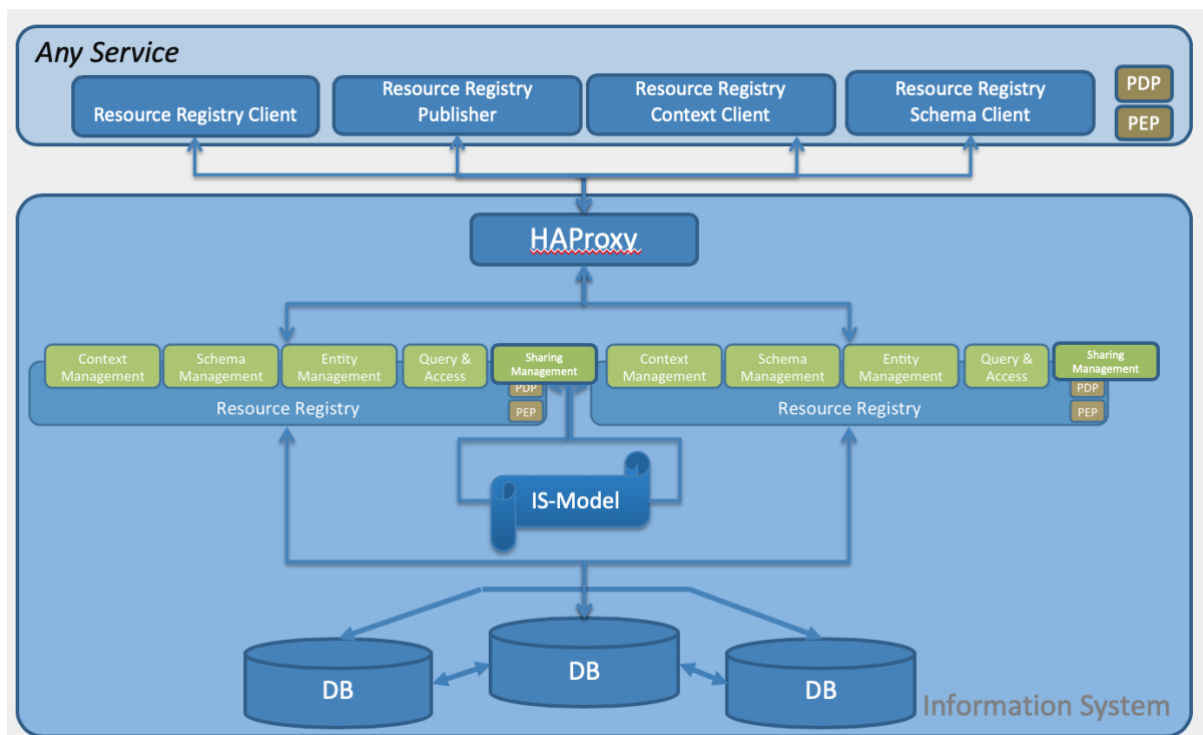 Any Service
Resource Registry Client
Resource Registry
Publisher
Resource Registry
Context Client
Resource Registry
Schema Client
PDP
PEP
HAProxy
Context
Management
Schema
Management
Entity
Management
Query &
Access
Sharing
Management
PDP
PEP
Resource Registry
Context
Management
Schema
Management
Entity
Management
Query &
Access
Sharing
Management
PDP
PEP
Resource Registry
IS-Model
DB
DB
DB
Information System